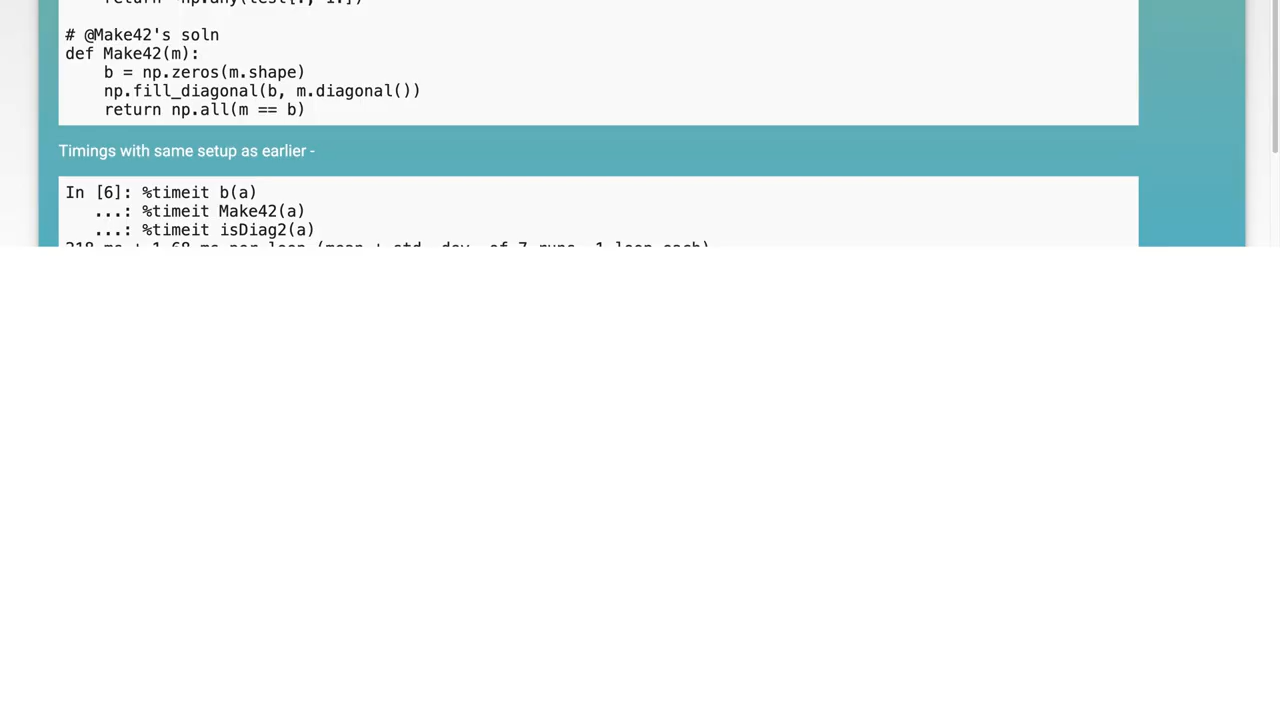 # @Make42's soln
def Make42(m):
    b = np.zeros(m.shape)
    np.fill_diagonal(b, m.diagonal())
    return np.all(m == b)
Timings with same setup as earlier -
In [6]: %timeit b(a)
   ...: %timeit Make42(a)
   ...: %timeit isDiag2(a)